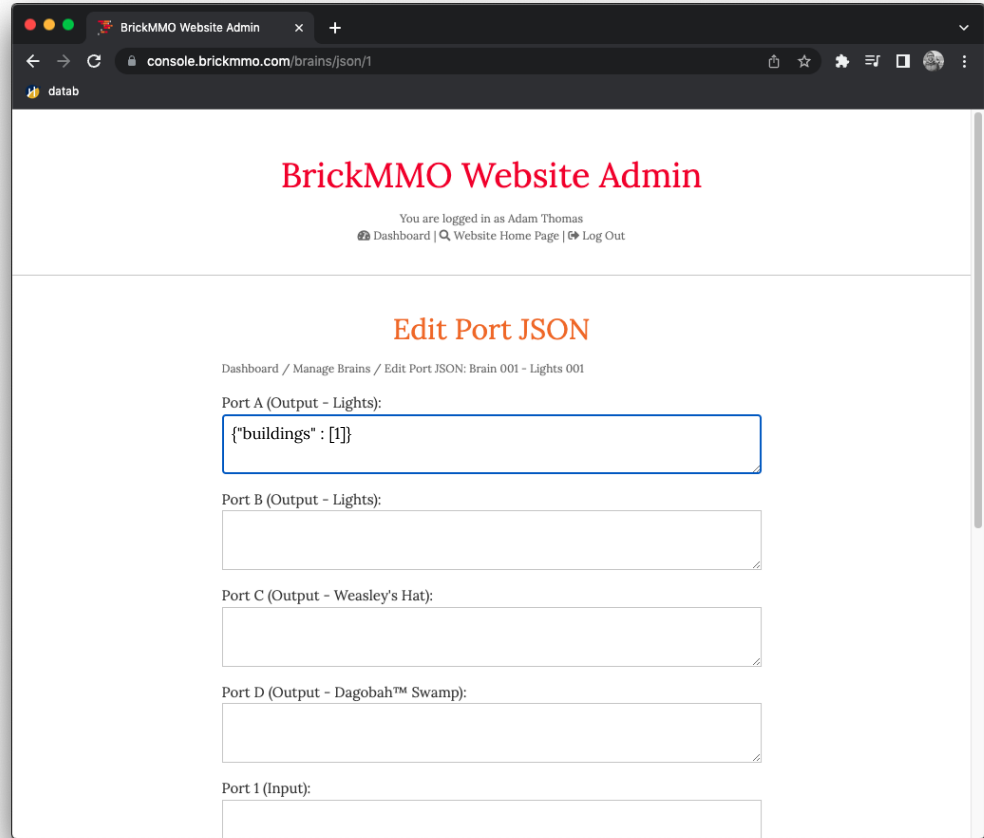 BrickMMO Website Admin
console.brickmmo.com/brains/json/1
datab
BrickMMO Website Admin
You are logged in as Adam Thomas
Dashboard | Website Home Page | Log Out
Edit Port JSON
Dashboard / Manage Brains / Edit Port JSON: Brain 001 - Lights 001
Port A (Output - Lights):
{"buildings" : [1]}
Port B (Output - Lights):
Port C (Output - Weasley's Hat):
Port D (Output - Dagobah™ Swamp):
Port 1 (Input):